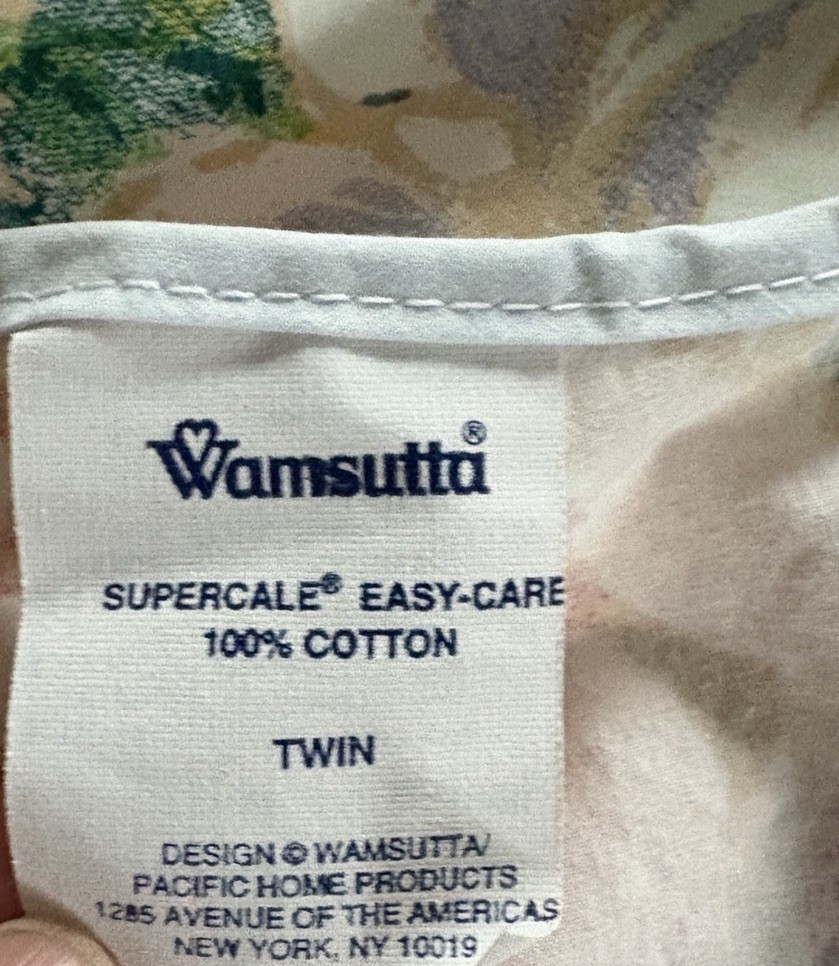 Wamsutta®
SUPERCALE® EASY-CARE
100% COTTON
TWIN
DESIGN © WAMSUTTA/
PACIFIC HOME PRODUCTS
1285 AVENUE OF THE AMERICAS
NEW YORK, NY 10019